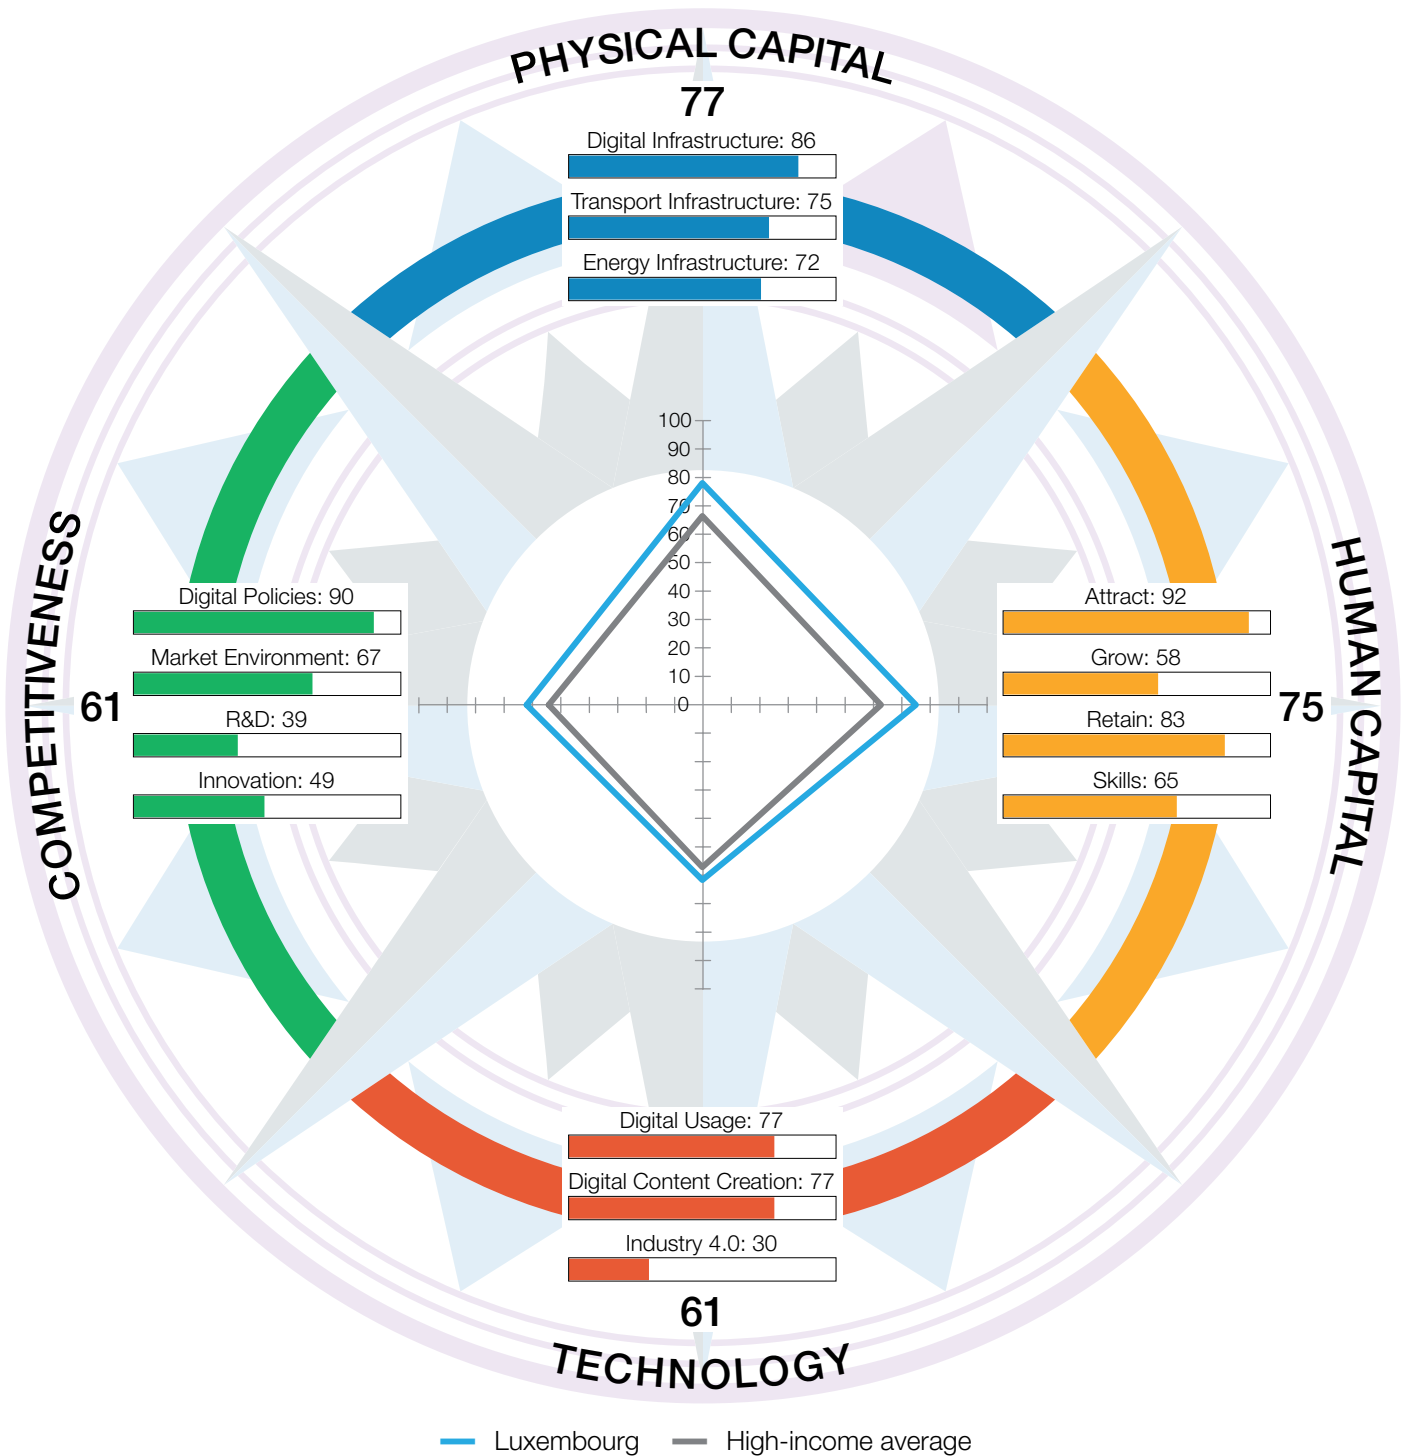 PHYSICAL CAPITAL
77
Digital Infrastructure: 86
Transport Infrastructure: 75
Energy Infrastructure: 72
100
90
80
70
60
50
40
30
20
10
0
COMPETITIVENESS
61
Digital Policies: 90
Market Environment: 67
R&D: 39
Innovation: 49
HUMAN CAPITAL
75
Attract: 92
Grow: 58
Retain: 83
Skills: 65
Digital Usage: 77
Digital Content Creation: 77
Industry 4.0: 30
61
TECHNOLOGY
Luxembourg
High-income average